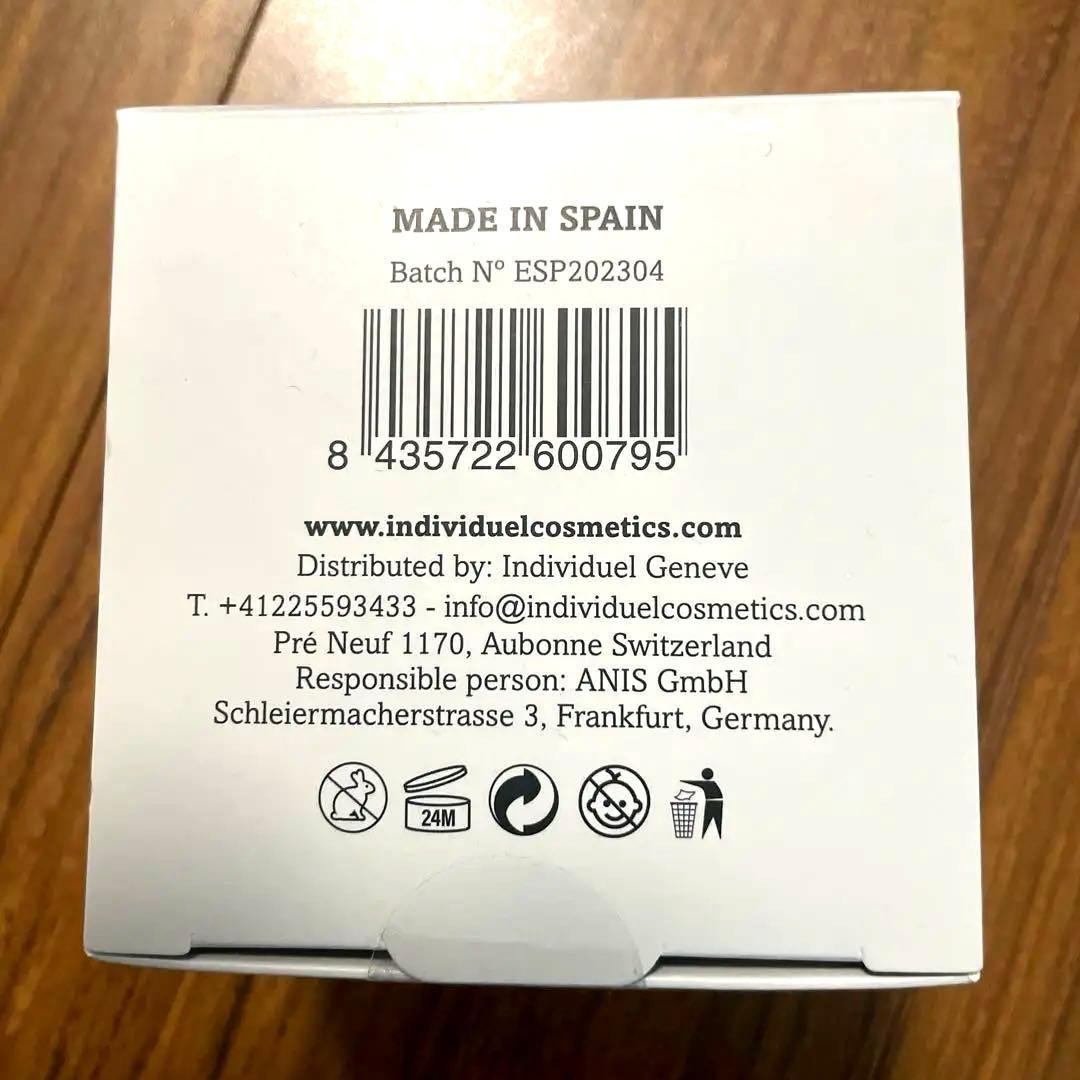 MADE IN SPAIN
Batch Nº ESP202304
8 435722 600795
www.individuelcosmetics.com
Distributed by: Individuel Geneve
T. +41225593433 - info@individuelcosmetics.com
Pré Neuf 1170, Aubonne Switzerland
Responsible person: ANIS GmbH
Schleiermacherstrasse 3, Frankfurt, Germany.
24M